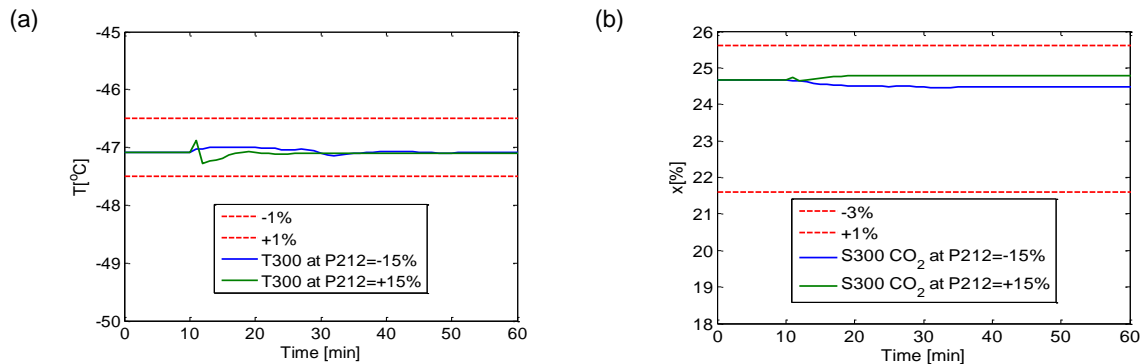 (a)
-45
-46
-47
-48
-49
-50
T[°C]
0 10 20 30 40 50 60
Time [min]
-1%
+1%
T300 at P212=-15%
T300 at P212=+15%
(b)
26
25
24
23
22
21
20
19
18
x[%]
0 10 20 30 40 50 60
Time [min]
-3%
+1%
S300 CO2 at P212=-15%
S300 CO2 at P212=+15%